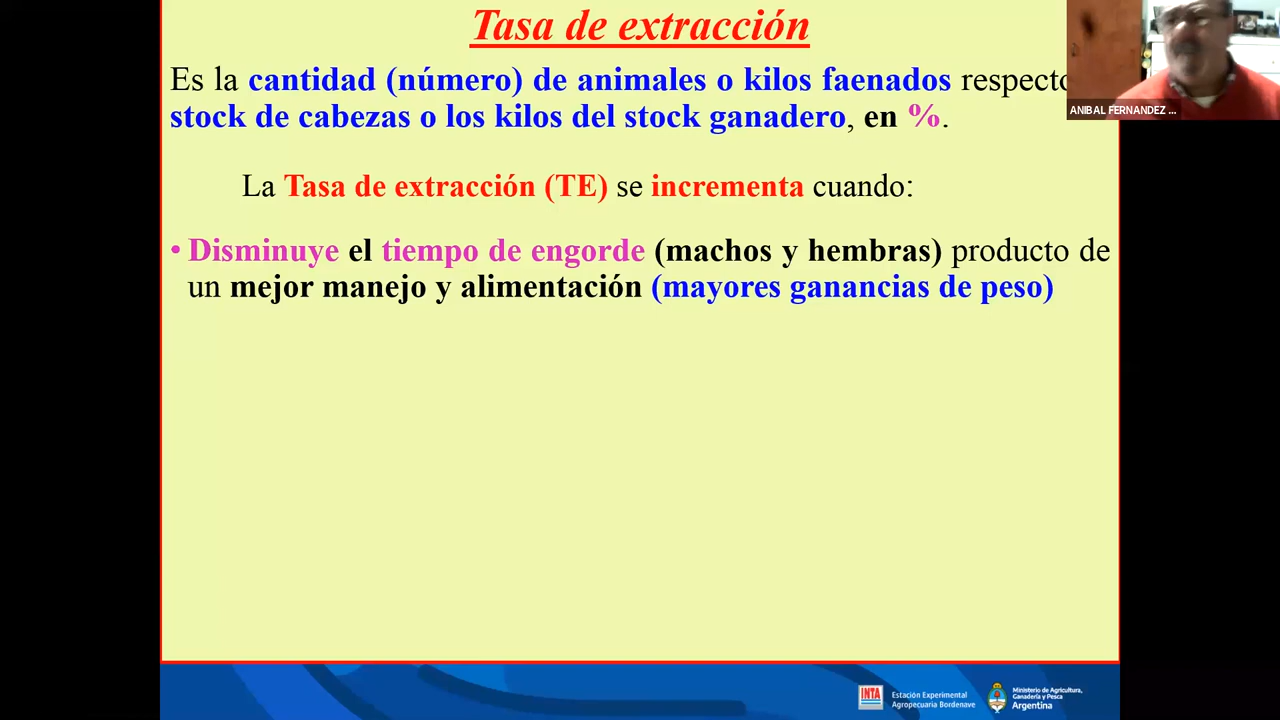 Tasa de extracción
Es la cantidad (número) de animales o kilos faenados respecto
stock de cabezas o los kilos del stock ganadero, en %.
ANIBAL FERNANDEZ ...
La Tasa de extracción (TE) se incrementa cuando:
• Disminuye el tiempo de engorde (machos y hembras) producto de
un mejor manejo y alimentación (mayores ganancias de peso)
INTA
Estación Experimental
Agropecuaria Bordenave
Ministerio de Agricultura,
Ganadería y Pesca
Argentina